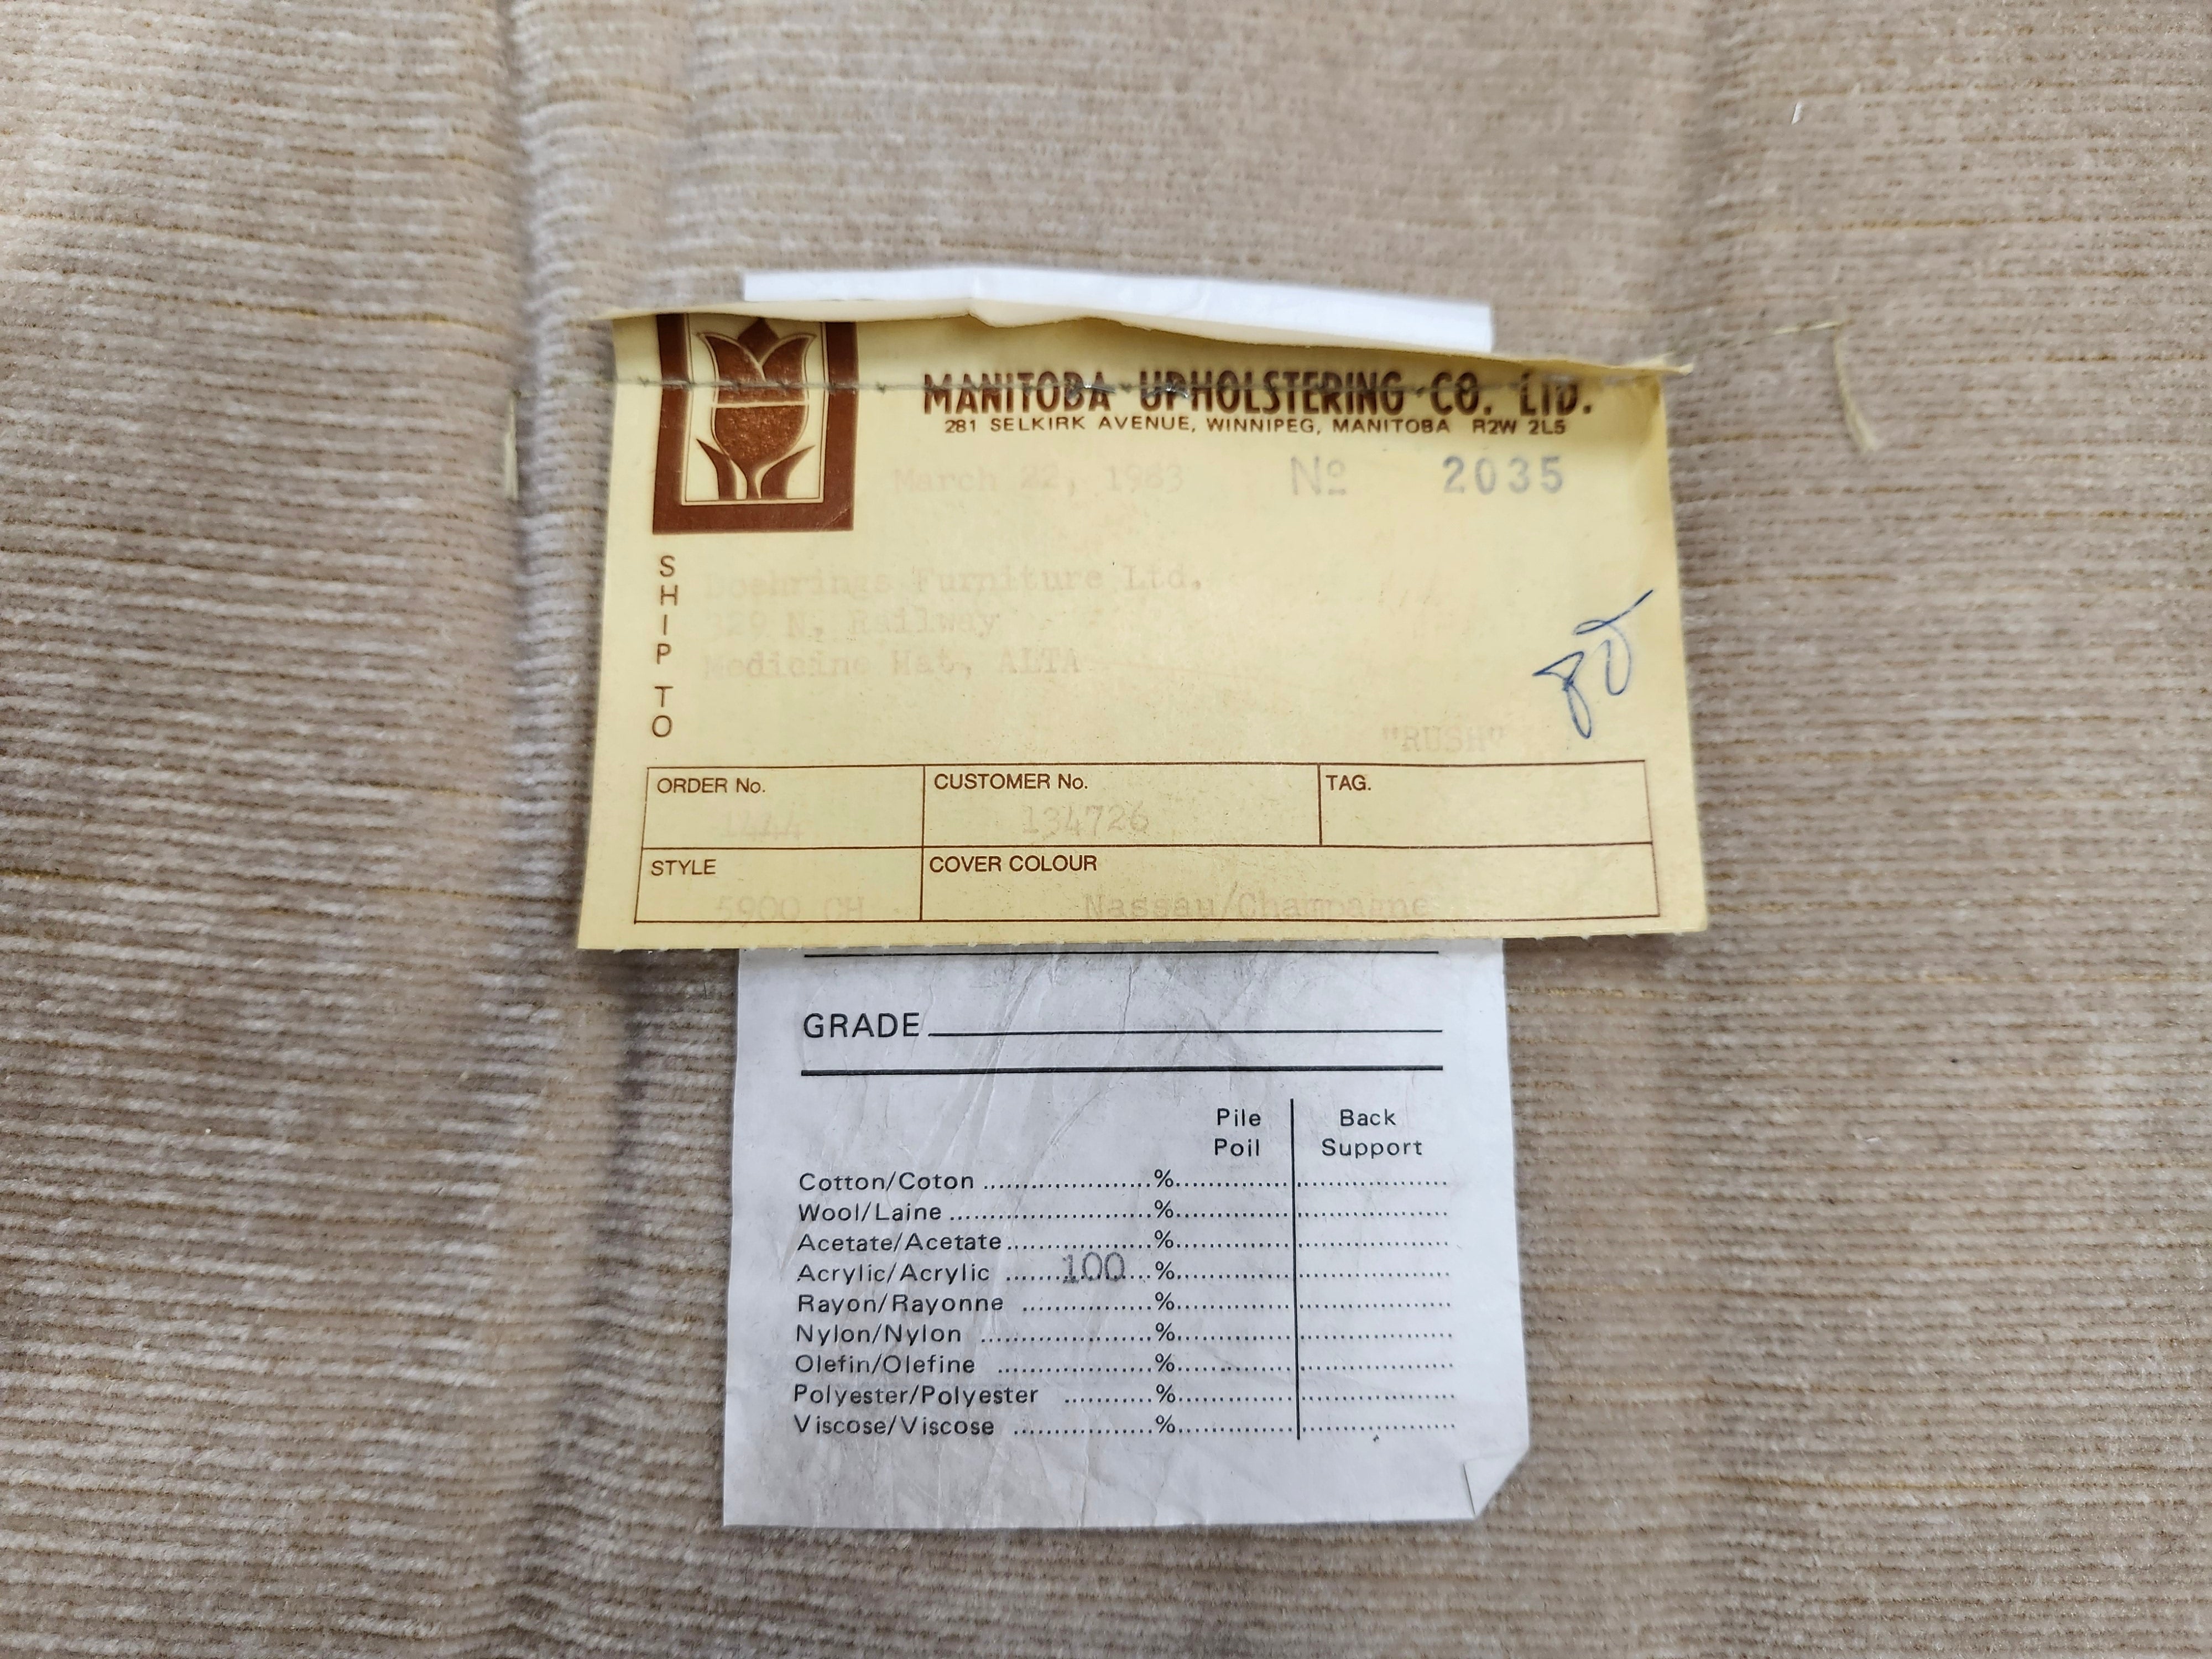 MANITOBA UPHOLSTERING CO. LTD.
281 SELKIRK AVENUE, WINNIPEG, MANITOBA R2W 2L5
March 22, 1983 Nº 2035
SHIP TO
Doehrings Furniture Ltd.
329 N. Railway
Medicine Hat, ALTA
"RUSH"
ORDER No. CUSTOMER No. TAG.
1444 134726
STYLE COVER COLOUR
5900 CH Nassau/Champagne
GRADE
Pile Back
Poil Support
Cotton/Coton ......................%
Wool/Laine ......................%
Acetate/Acetate ......................%
Acrylic/Acrylic .......100...%
Rayon/Rayonne ......................%
Nylon/Nylon ......................%
Olefin/Olefine ......................%
Polyester/Polyester ...........%
Viscose/Viscose ......................%